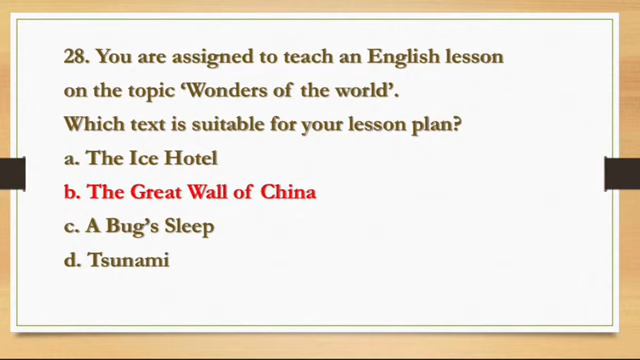 28. You are assigned to teach an English lesson
on the topic ‘Wonders of the world’.
Which text is suitable for your lesson plan?
a. The Ice Hotel
b. The Great Wall of China
c. A Bug’s Sleep
d. Tsunami